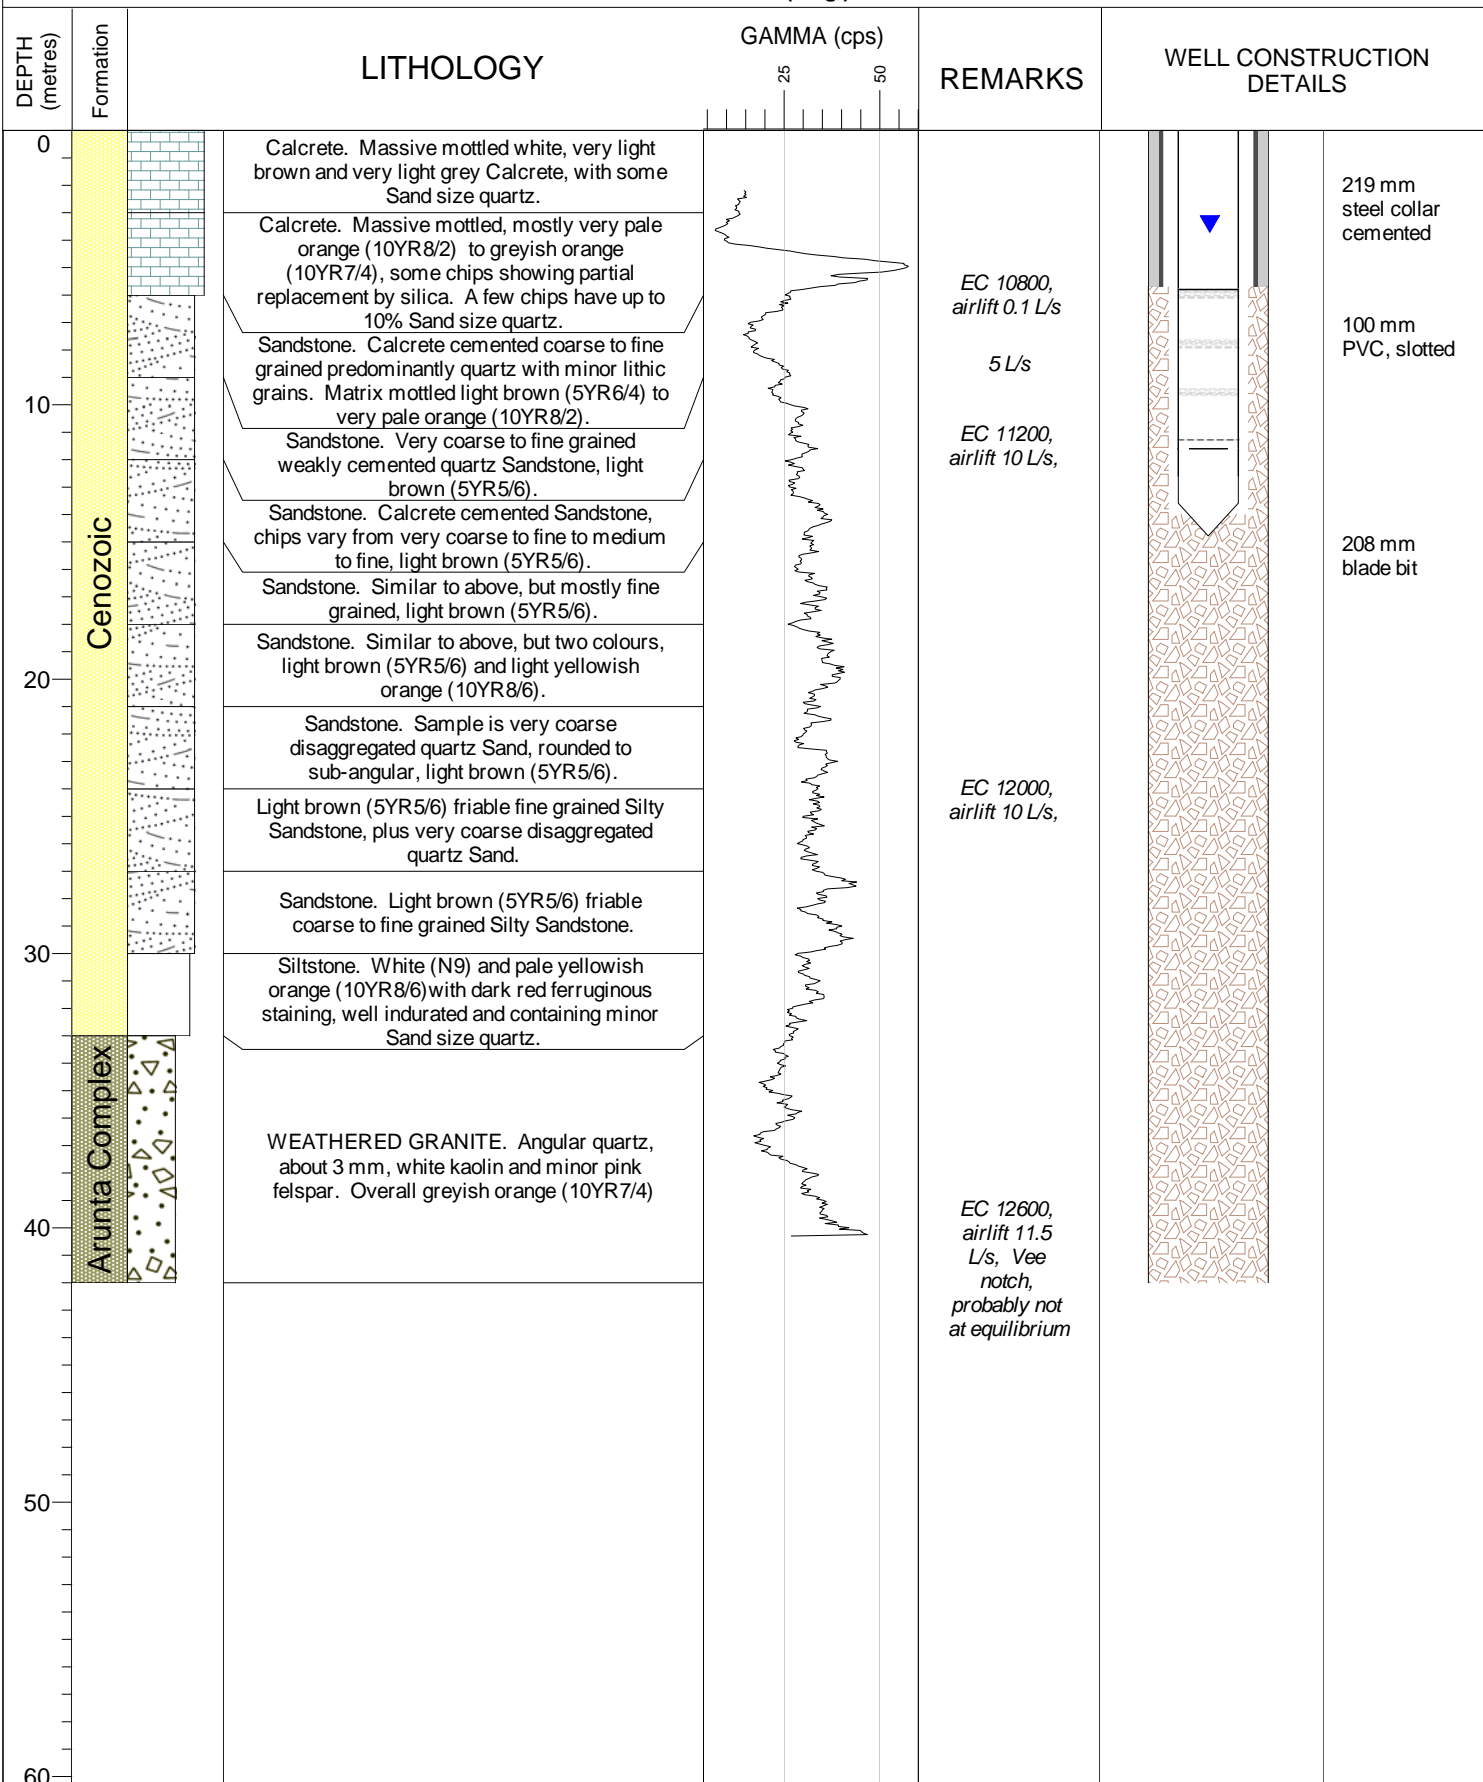 DEPTH
(metres)
Formation
LITHOLOGY
GAMMA (cps)
25
50
REMARKS
WELL CONSTRUCTION
DETAILS
0
10
20
30
40
50
60
Cenozoic
Arunta Complex
Calcrete. Massive mottled white, very light
brown and very light grey Calcrete, with some
Sand size quartz.
Calcrete. Massive mottled, mostly very pale
orange (10YR8/2) to greyish orange
(10YR7/4), some chips showing partial
replacement by silica. A few chips have up to
10% Sand size quartz.
Sandstone. Calcrete cemented coarse to fine
grained predominantly quartz with minor lithic
grains. Matrix mottled light brown (5YR6/4) to
very pale orange (10YR8/2).
Sandstone. Very coarse to fine grained
weakly cemented quartz Sandstone, light
brown (5YR5/6).
Sandstone. Calcrete cemented Sandstone,
chips vary from very coarse to fine to medium
to fine, light brown (5YR5/6).
Sandstone. Similar to above, but mostly fine
grained, light brown (5YR5/6).
Sandstone. Similar to above, but two colours,
light brown (5YR5/6) and light yellowish
orange (10YR8/6).
Sandstone. Sample is very coarse
disaggregated quartz Sand, rounded to
sub-angular, light brown (5YR5/6).
Light brown (5YR5/6) friable fine grained Silty
Sandstone, plus very coarse disaggregated
quartz Sand.
Sandstone. Light brown (5YR5/6) friable
coarse to fine grained Silty Sandstone.
Siltstone. White (N9) and pale yellowish
orange (10YR8/6)with dark red ferruginous
staining, well indurated and containing minor
Sand size quartz.
WEATHERED GRANITE. Angular quartz,
about 3 mm, white kaolin and minor pink
felspar. Overall greyish orange (10YR7/4)
EC 10800,
airlift 0.1 L/s
5 L/s
EC 11200,
airlift 10 L/s,
EC 12000,
airlift 10 L/s,
EC 12600,
airlift 11.5
L/s, Vee
notch,
probably not
at equilibrium
219 mm
steel collar
cemented
100 mm
PVC, slotted
208 mm
blade bit